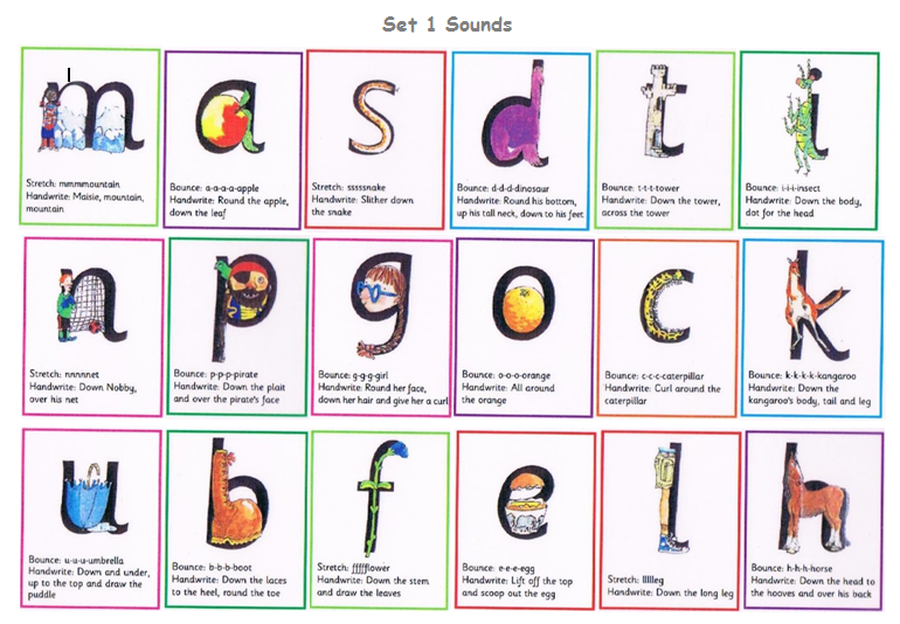 Set 1 Sounds
m
Stretch: mmmmountain
Handwrite: Maisie, mountain,
mountain
a
Bounce: a-a-a-a-apple
Handwrite: Round the apple,
down the leaf
s
Stretch: sssssnake
Handwrite: Slither down
the snake
d
Bounce: d-d-d-dinosaur
Handwrite: Round his bottom,
up his tall neck, down to his feet
t
Bounce: t-t-t-tower
Handwrite: Down the tower,
across the tower
i
Bounce: i-i-i-insect
Handwrite: Down the body,
dot for the head
n
Stretch: nnnnnet
Handwrite: Down Nobby,
over his net
p
Bounce: p-p-p-pirate
Handwrite: Down the plait
and over the pirate's face
g
Bounce: g-g-g-girl
Handwrite: Round her face,
down her hair and give her a curl
o
Bounce: o-o-o-orange
Handwrite: All around
the orange
c
Bounce: c-c-c-caterpillar
Handwrite: Curl around the
caterpillar
k
Bounce: k-k-k-k-kangaroo
Handwrite: Down the
kangaroo's body, tail and leg
u
Bounce: u-u-u-umbrella
Handwrite: Down and under,
up to the top and draw the
puddle
b
Bounce: b-b-b-boot
Handwrite: Down the laces
to the heel, round the toe
f
Stretch: ffffflower
Handwrite: Down the stem
and draw the leaves
e
Bounce: e-e-e-egg
Handwrite: Lift off the top
and scoop out the egg
l
Stretch: llllleg
Handwrite: Down the long leg
h
Bounce: h-h-h-horse
Handwrite: Down the head to
the hooves and over his back